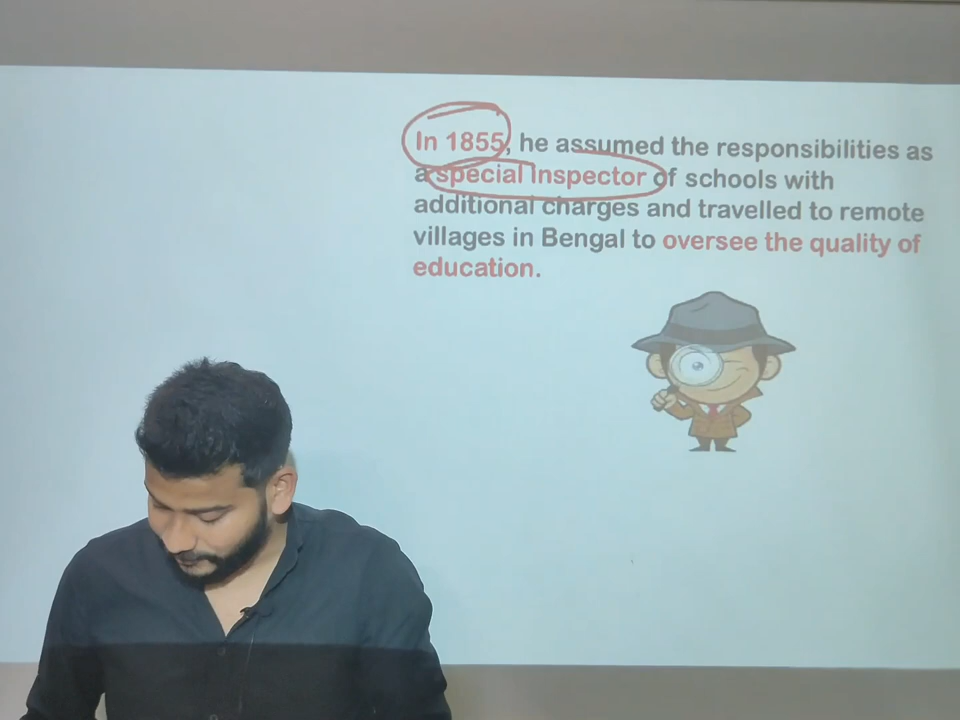 In 1855, he assumed the responsibilities as
a special Inspector of schools with
additional charges and travelled to remote
villages in Bengal to oversee the quality of
education.